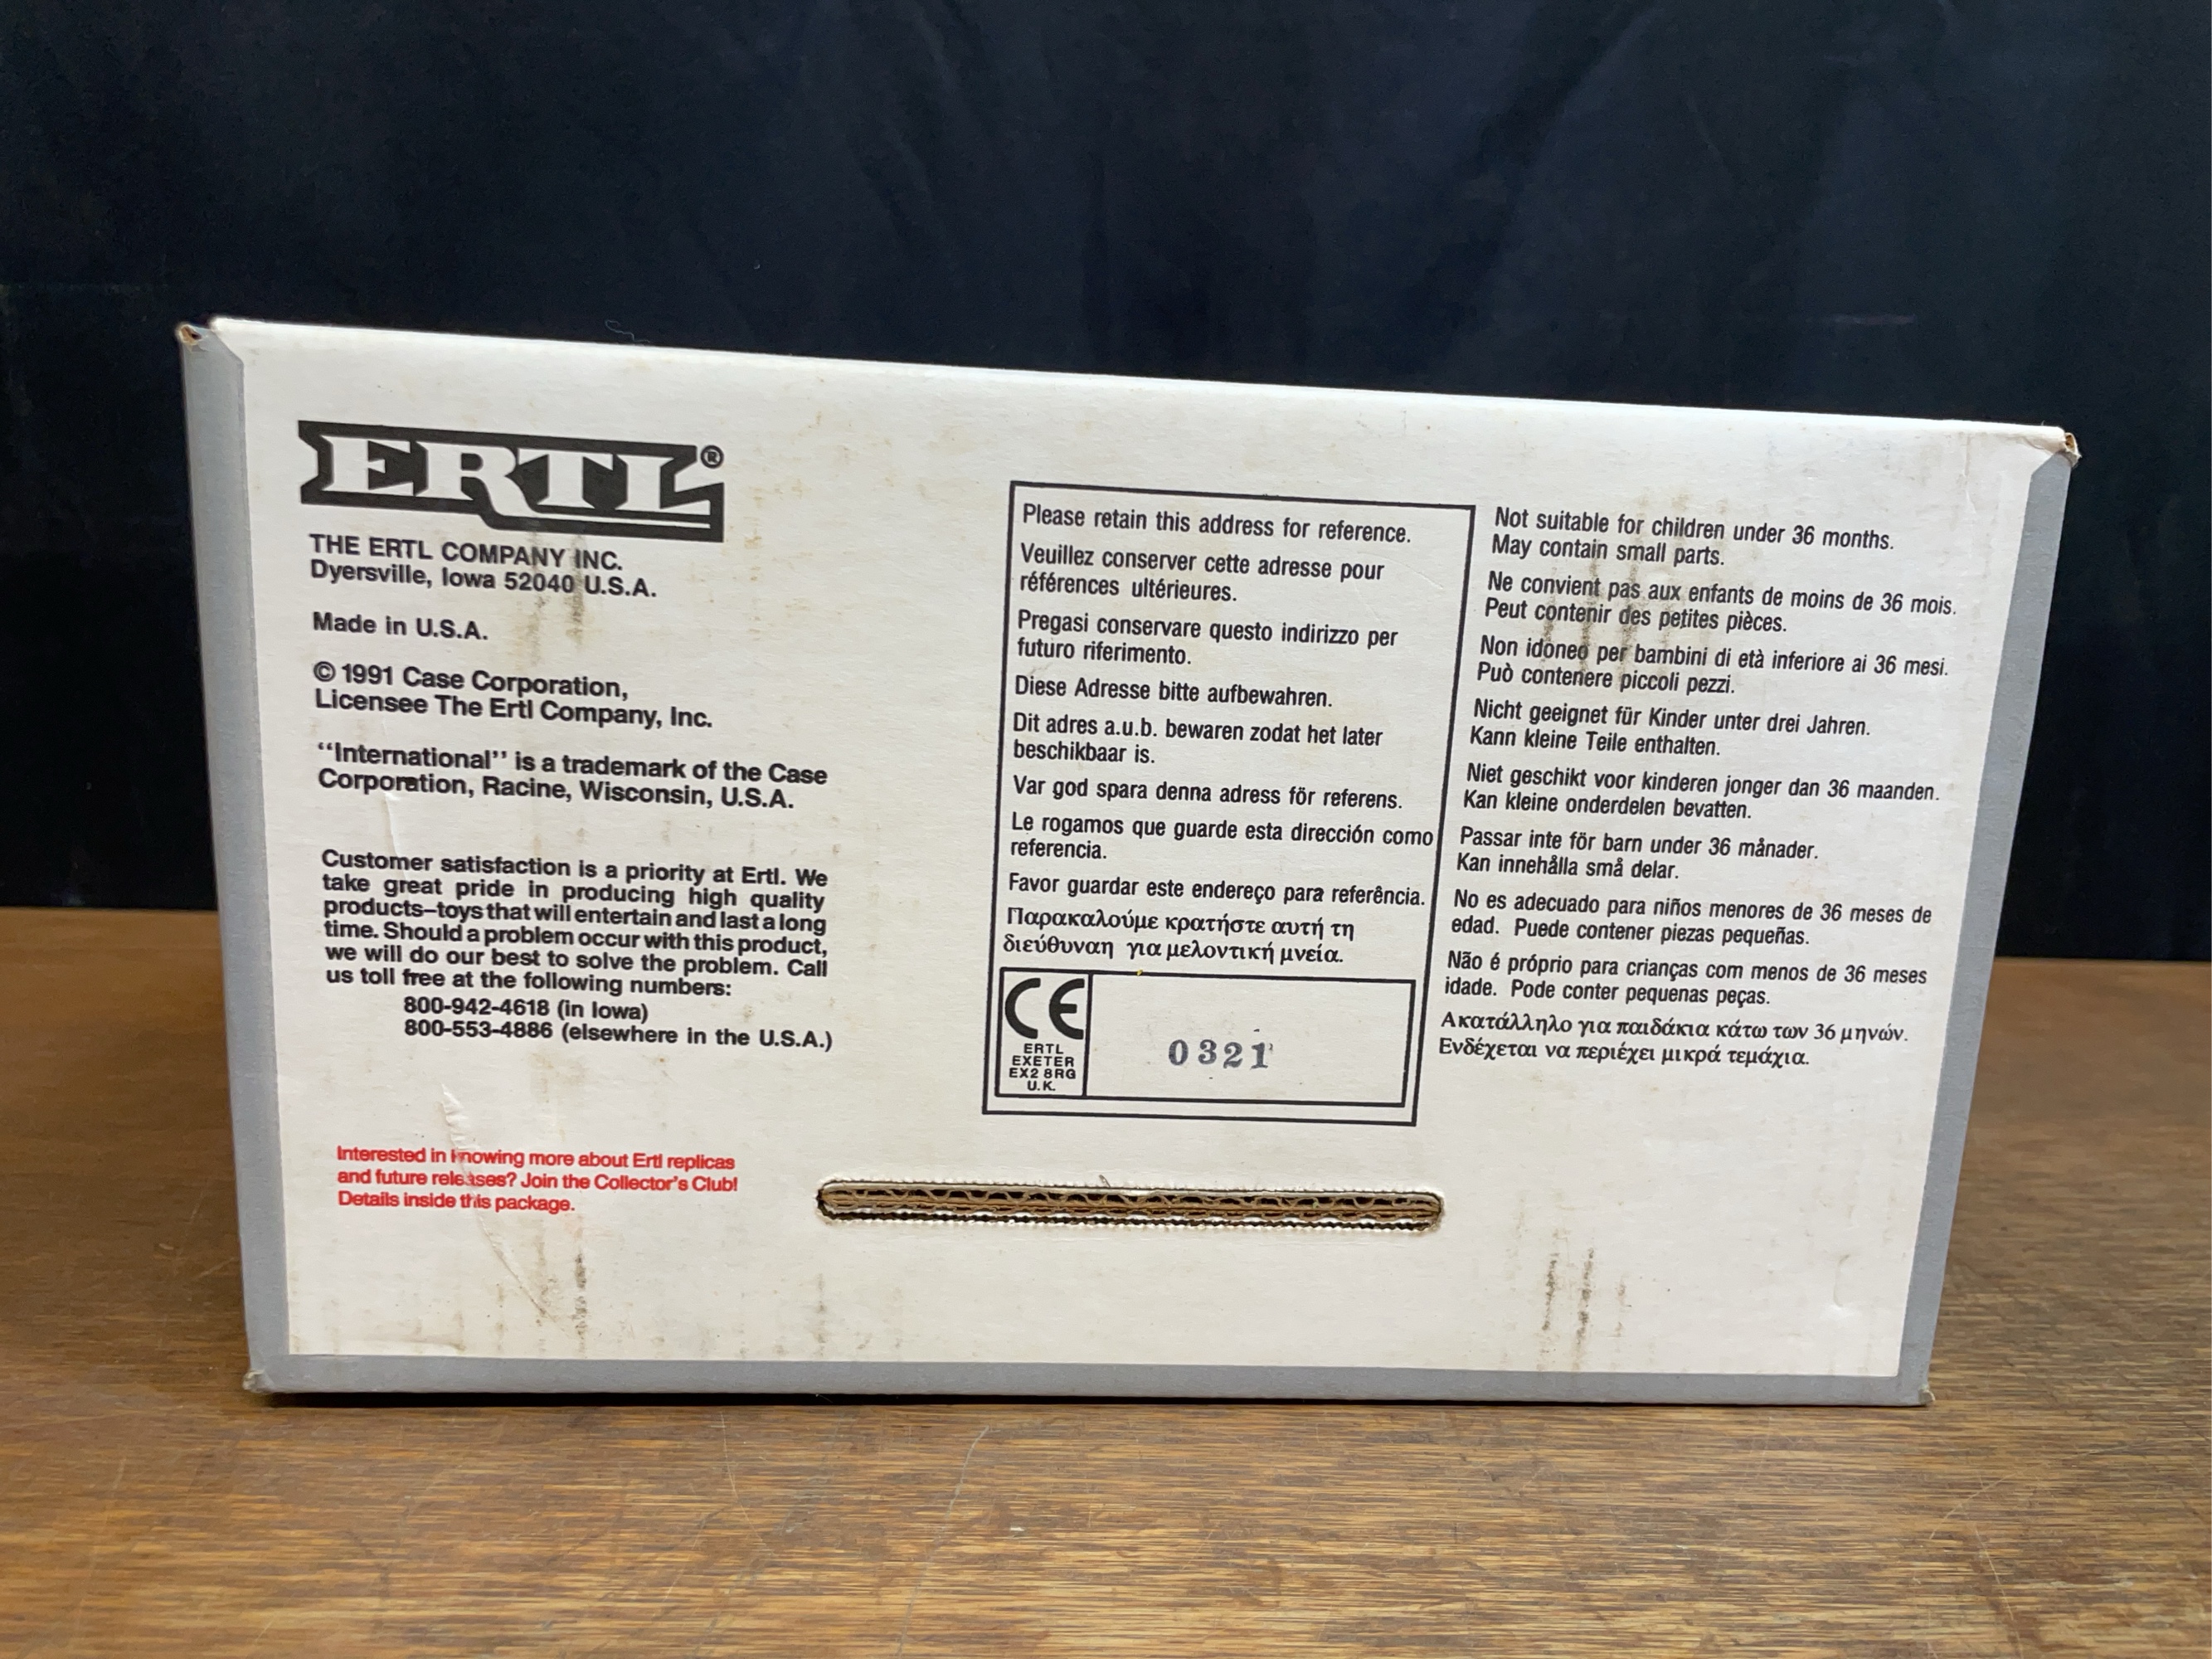 ERTL®
THE ERTL COMPANY INC.
Dyersville, Iowa 52040 U.S.A.
Made in U.S.A.
© 1991 Case Corporation,
Licensee The Ertl Company, Inc.
“International” is a trademark of the Case
Corporation, Racine, Wisconsin, U.S.A.
Customer satisfaction is a priority at Ertl. We
take great pride in producing high quality
products–toys that will entertain and last a long
time. Should a problem occur with this product,
we will do our best to solve the problem. Call
us toll free at the following numbers:
800-942-4618 (in Iowa)
800-553-4886 (elsewhere in the U.S.A.)
Interested in knowing more about Ertl replicas
and future releases? Join the Collector's Club!
Details inside this package.
Please retain this address for reference.
Veuillez conserver cette adresse pour
références ultérieures.
Pregasi conservare questo indirizzo per
futuro riferimento.
Diese Adresse bitte aufbewahren.
Dit adres a.u.b. bewaren zodat het later
beschikbaar is.
Var god spara denna adress för referens.
Le rogamos que guarde esta dirección como
referencia.
Favor guardar este endereço para referência.
Παρακαλούμε κρατήστε αυτή τη
διεύθυναη για μελοντική μνεία.
CE
ERTL
EXETER
EX2 8RG
U.K.
0321
Not suitable for children under 36 months.
May contain small parts.
Ne convient pas aux enfants de moins de 36 mois.
Peut contenir des petites pièces.
Non idoneo per bambini di età inferiore ai 36 mesi.
Può contenere piccoli pezzi.
Nicht geeignet für Kinder unter drei Jahren.
Kann kleine Teile enthalten.
Niet geschikt voor kinderen jonger dan 36 maanden.
Kan kleine onderdelen bevatten.
Passar inte för barn under 36 månader.
Kan innehålla små delar.
No es adecuado para niños menores de 36 meses de
edad. Puede contener piezas pequeñas.
Não é próprio para crianças com menos de 36 meses
idade. Pode conter pequenas peças.
Ακατάλληλο για παιδάκια κάτω των 36 μηνών.
Ενδέχεται να περιέχει μικρά τεμάχια.